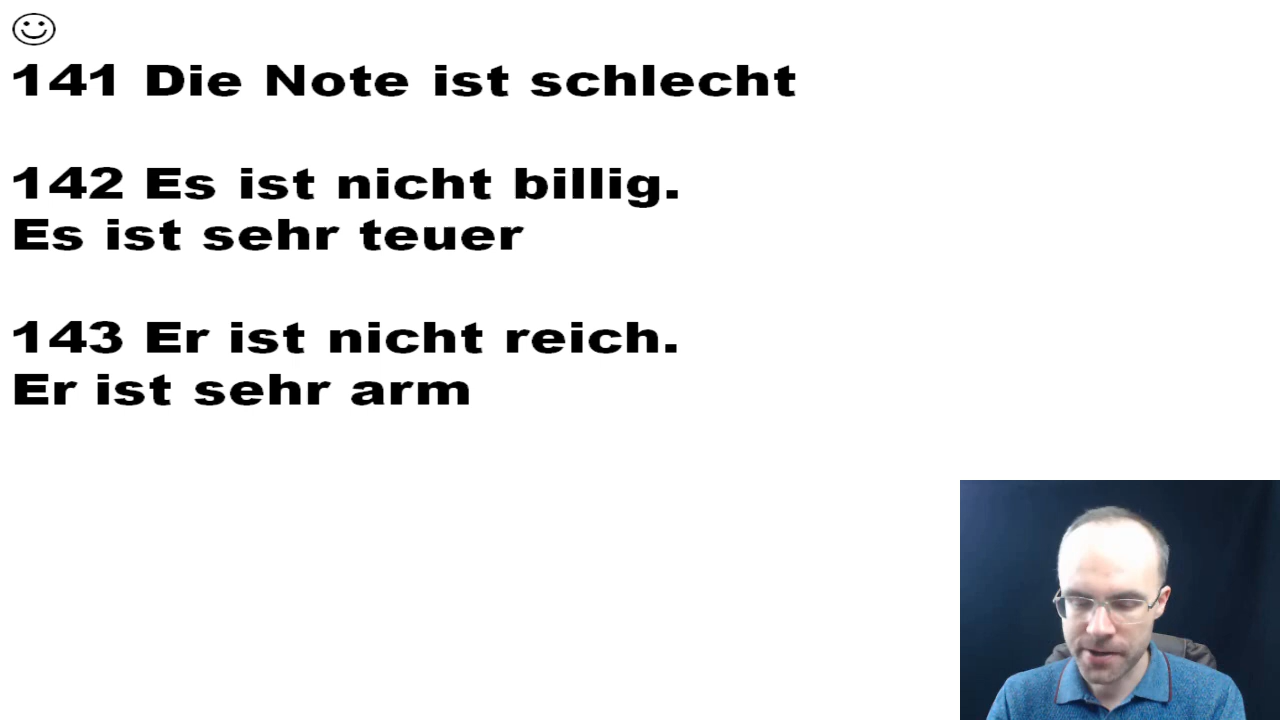 141 Die Note ist schlecht
142 Es ist nicht billig.
Es ist sehr teuer
143 Er ist nicht reich.
Er ist sehr arm